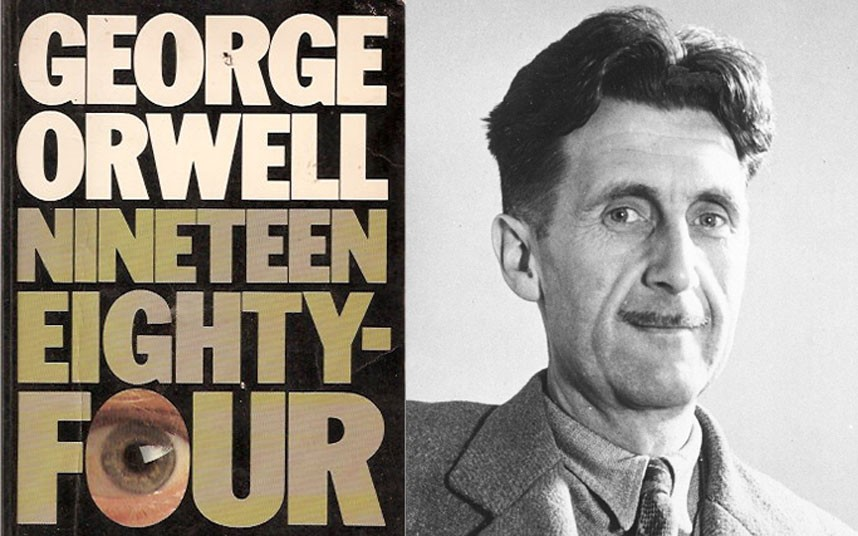 GEORGE
ORWELL
NINETEEN
EIGHTY-
FOUR